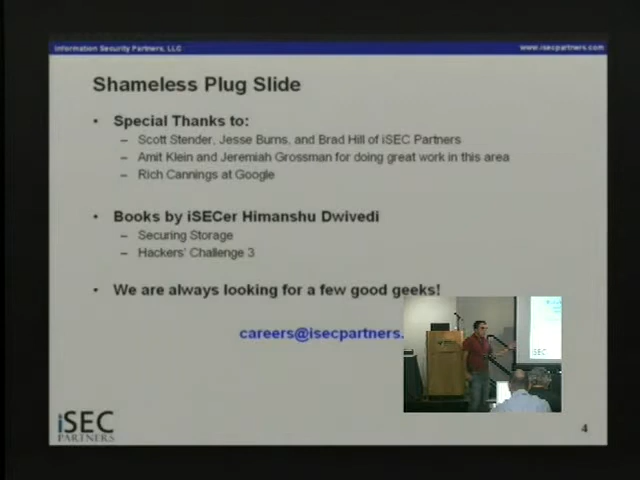 Information Security Partners, LLC
www.isecpartners.com
Shameless Plug Slide
• Special Thanks to:
– Scott Stender, Jesse Burns, and Brad Hill of iSEC Partners
– Amit Klein and Jeremiah Grossman for doing great work in this area
– Rich Cannings at Google
• Books by iSECer Himanshu Dwivedi
– Securing Storage
– Hackers' Challenge 3
• We are always looking for a few good geeks!
careers@isecpartners.
iSEC
iSEC
PARTNERS
4